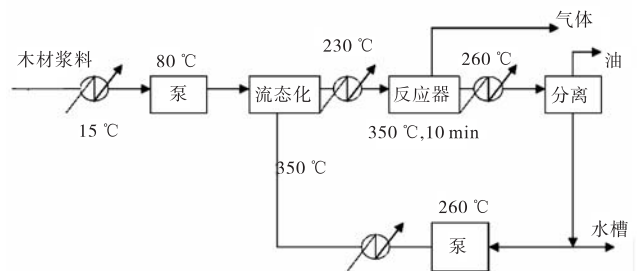 气体
230 ℃
260 ℃
油
木材浆料
80 ℃
泵
流态化
反应器
分离
15 ℃
350 ℃,10 min
350 ℃
260 ℃
泵
水槽